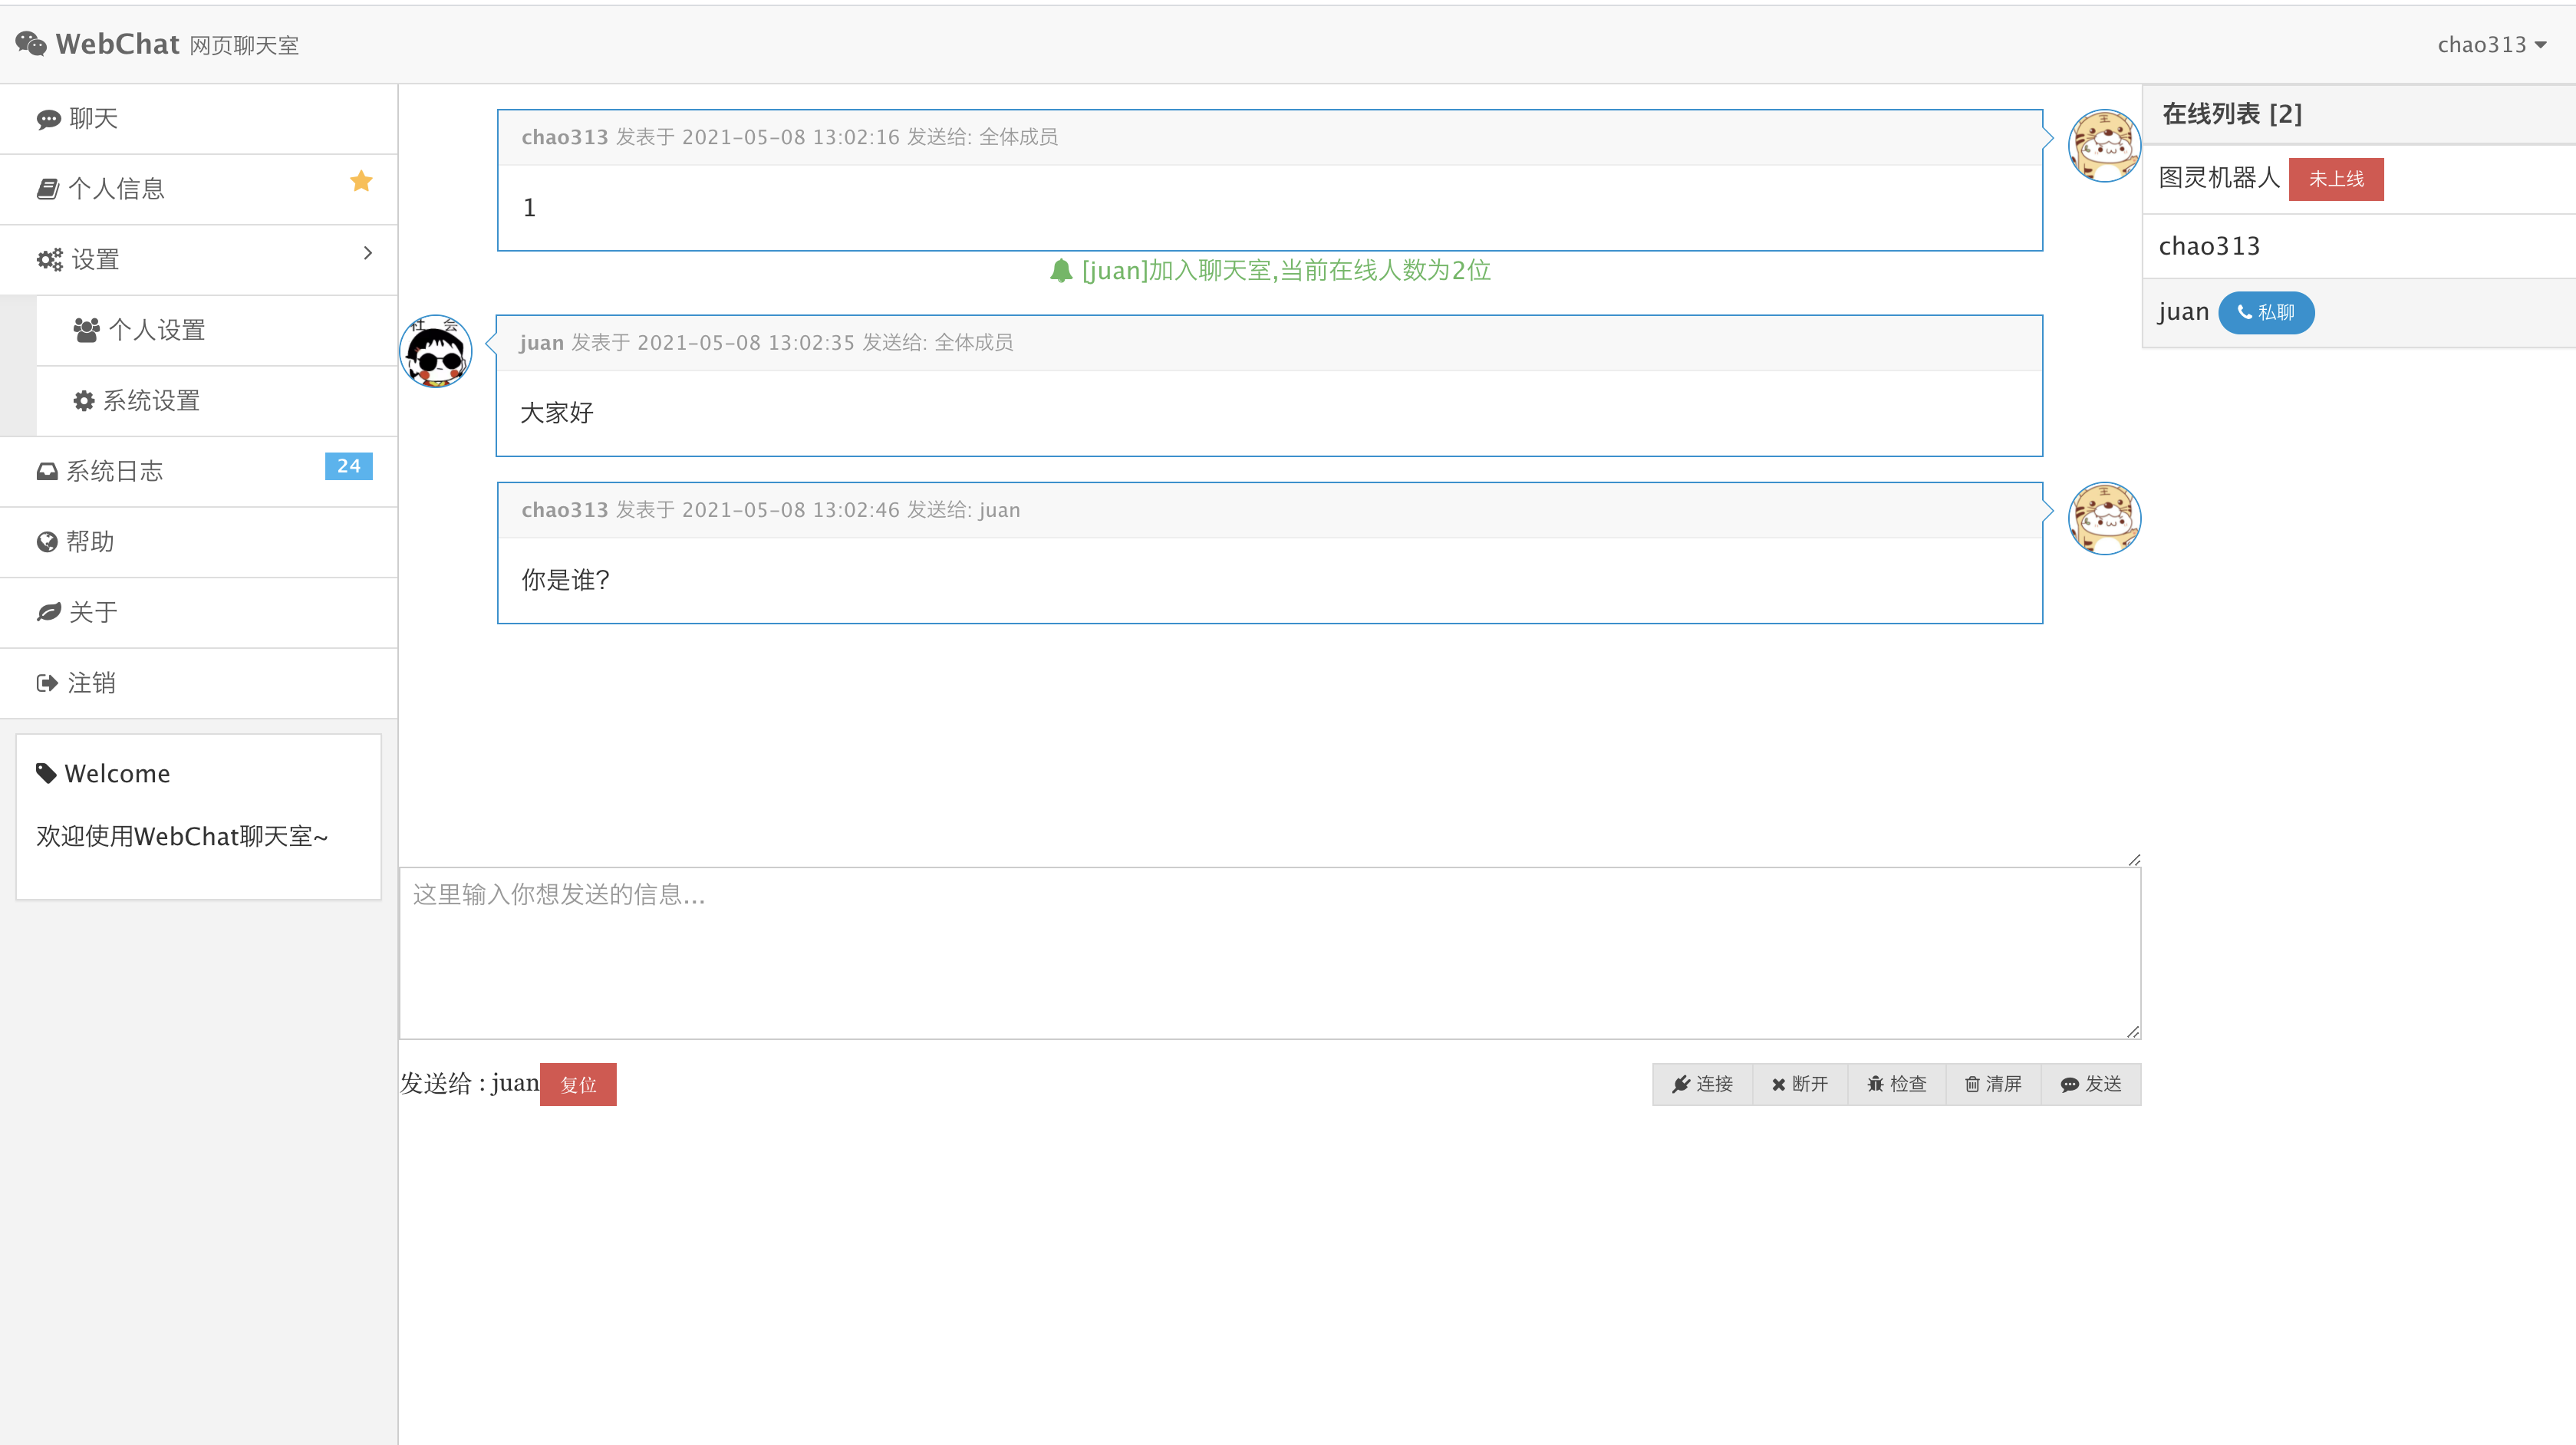 WebChat 网页聊天室
chao313
聊天
个人信息
设置
个人设置
系统设置
系统日志 24
帮助
关于
注销
Welcome
欢迎使用WebChat聊天室~
chao313 发表于 2021-05-08 13:02:16 发送给: 全体成员
1
[juan]加入聊天室,当前在线人数为2位
社 会
juan 发表于 2021-05-08 13:02:35 发送给: 全体成员
大家好
chao313 发表于 2021-05-08 13:02:46 发送给: juan
你是谁?
这里输入你想发送的信息...
发送给 : juan 复位
连接 断开 检查 清屏 发送
在线列表 [2]
图灵机器人 未上线
chao313
juan 私聊